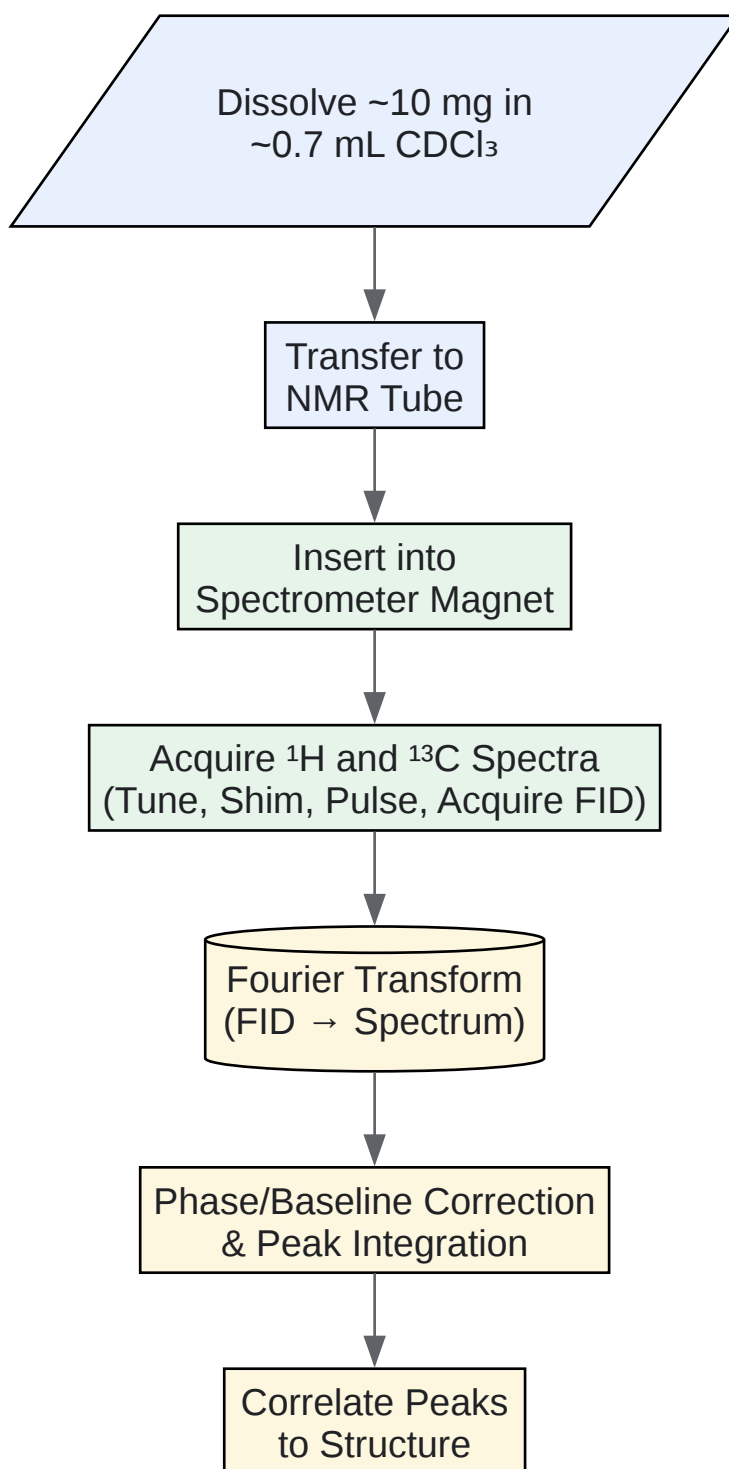 Dissolve ~10 mg in
~0.7 mL CDCl₃
Transfer to
NMR Tube
Insert into
Spectrometer Magnet
Acquire ¹H and ¹³C Spectra
(Tune, Shim, Pulse, Acquire FID)
Fourier Transform
(FID → Spectrum)
Phase/Baseline Correction
& Peak Integration
Correlate Peaks
to Structure